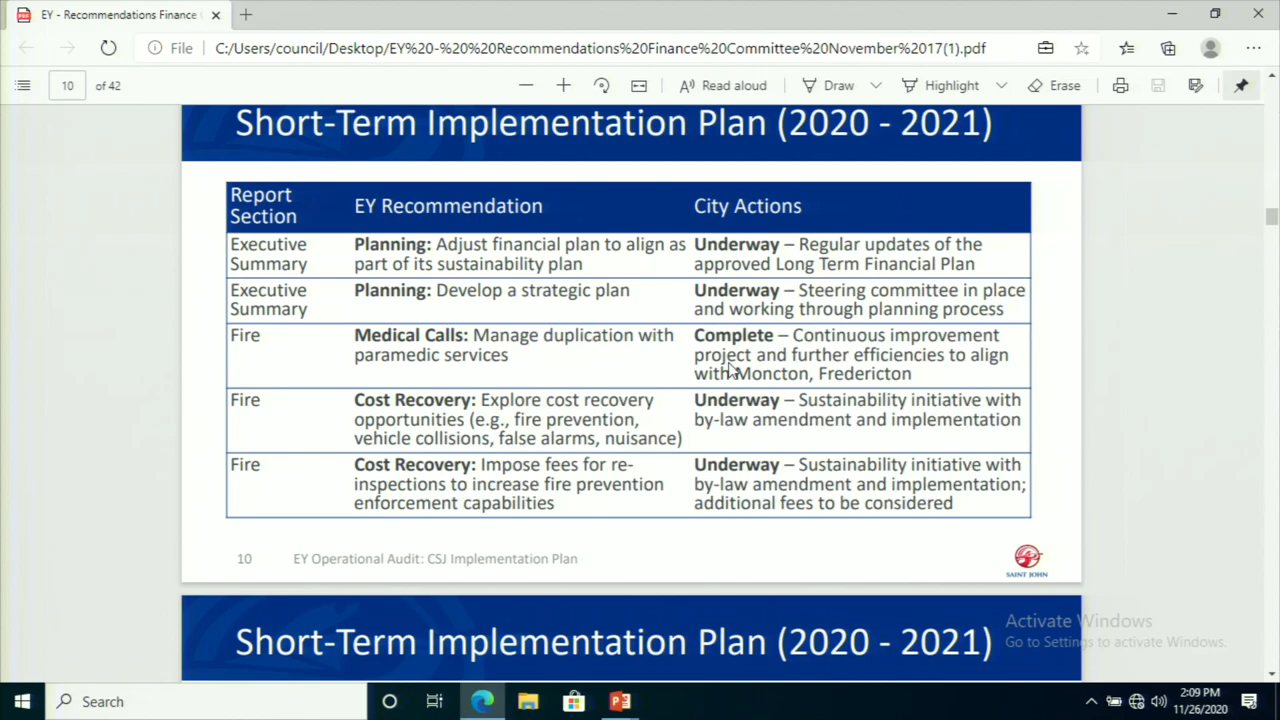 EY - Recommendations Finance
File
C:/Users/council/Desktop/EY%20-%20%20Recommendations%20Finance%20Committee%20November%2017(1).pdf
10 of 42
Read aloud Draw Highlight Erase
Short-Term Implementation Plan (2020 - 2021)
Report Section
EY Recommendation
City Actions
Executive Summary
Planning: Adjust financial plan to align as
part of its sustainability plan
Underway – Regular updates of the
approved Long Term Financial Plan
Executive Summary
Planning: Develop a strategic plan
Underway – Steering committee in place
and working through planning process
Fire
Medical Calls: Manage duplication with
paramedic services
Complete – Continuous improvement
project and further efficiencies to align
with Moncton, Fredericton
Fire
Cost Recovery: Explore cost recovery
opportunities (e.g., fire prevention,
vehicle collisions, false alarms, nuisance)
Underway – Sustainability initiative with
by-law amendment and implementation
Fire
Cost Recovery: Impose fees for re-
inspections to increase fire prevention
enforcement capabilities
Underway – Sustainability initiative with
by-law amendment and implementation;
additional fees to be considered
10 EY Operational Audit: CSJ Implementation Plan
SAINT JOHN
Short-Term Implementation Plan (2020 - 2021)
Activate Windows
Go to Settings to activate Windows.
Search
2:09 PM
11/26/2020